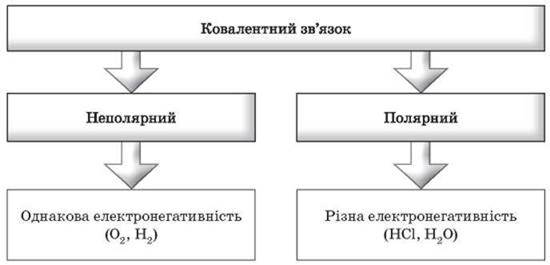 Ковалентний зв'язок
Неполярний
Полярний
Однакова електронегативність
(O₂, H₂)
Різна електронегативність
(HCl, H₂O)